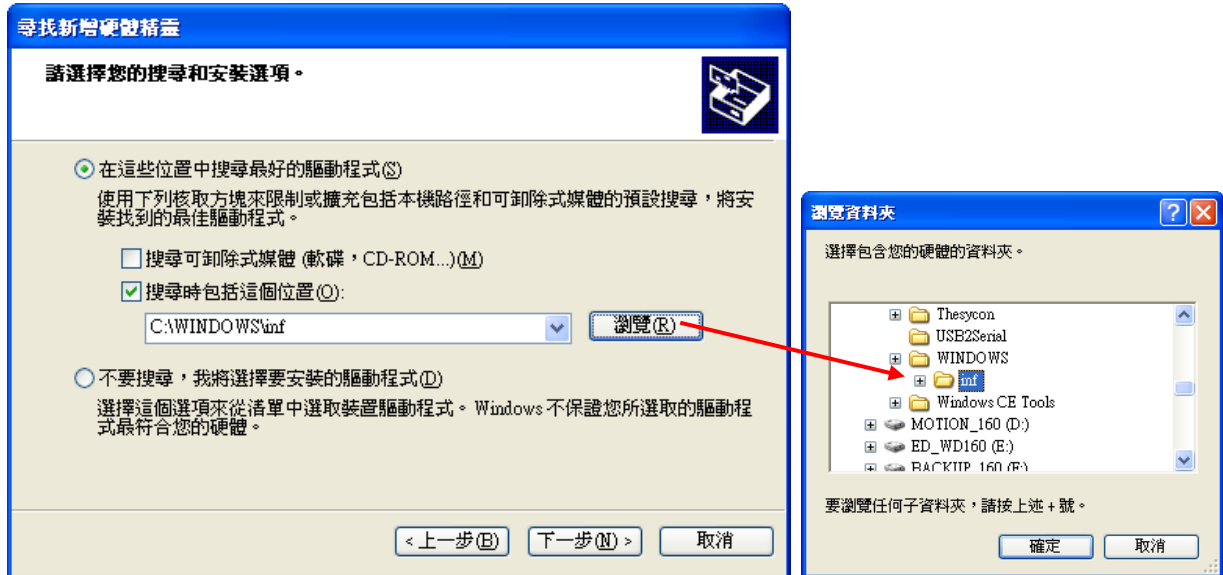 尋找新增硬體精靈
請選擇您的搜尋和安裝選項。
在這些位置中搜尋最好的驅動程式(S)
使用下列核取方塊來限制或擴充包括本機路徑和可卸除式媒體的預設搜尋，將安
裝找到的最佳驅動程式。
搜尋可卸除式媒體 (軟碟，CD-ROM...)(M)
搜尋時包括這個位置(O):
C:\WINDOWS\inf
瀏覽(R)
不要搜尋，我將選擇要安裝的驅動程式(D)
選擇這個選項來從清單中選取裝置驅動程式。Windows 不保證您所選取的驅動程
式最符合您的硬體。
<上一步(B)
下一步(N) >
取消
瀏覽資料夾
選擇包含您的硬體的資料夾。
Thesycon
USB2Serial
WINDOWS
inf
Windows CE Tools
MOTION_160 (D:)
ED_WD160 (E:)
BACKUP_160 (F:)
要瀏覽任何子資料夾，請按上述 + 號。
確定
取消